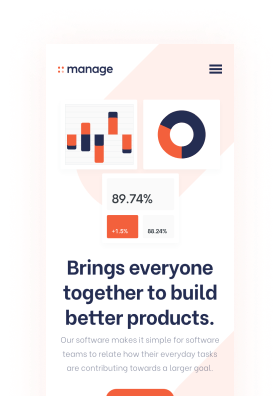 manage
89.74%
+1.5%
88.24%
Brings everyone
together to build
better products.
Our software makes it simple for software
teams to relate how their everyday tasks
are contributing towards a larger goal.